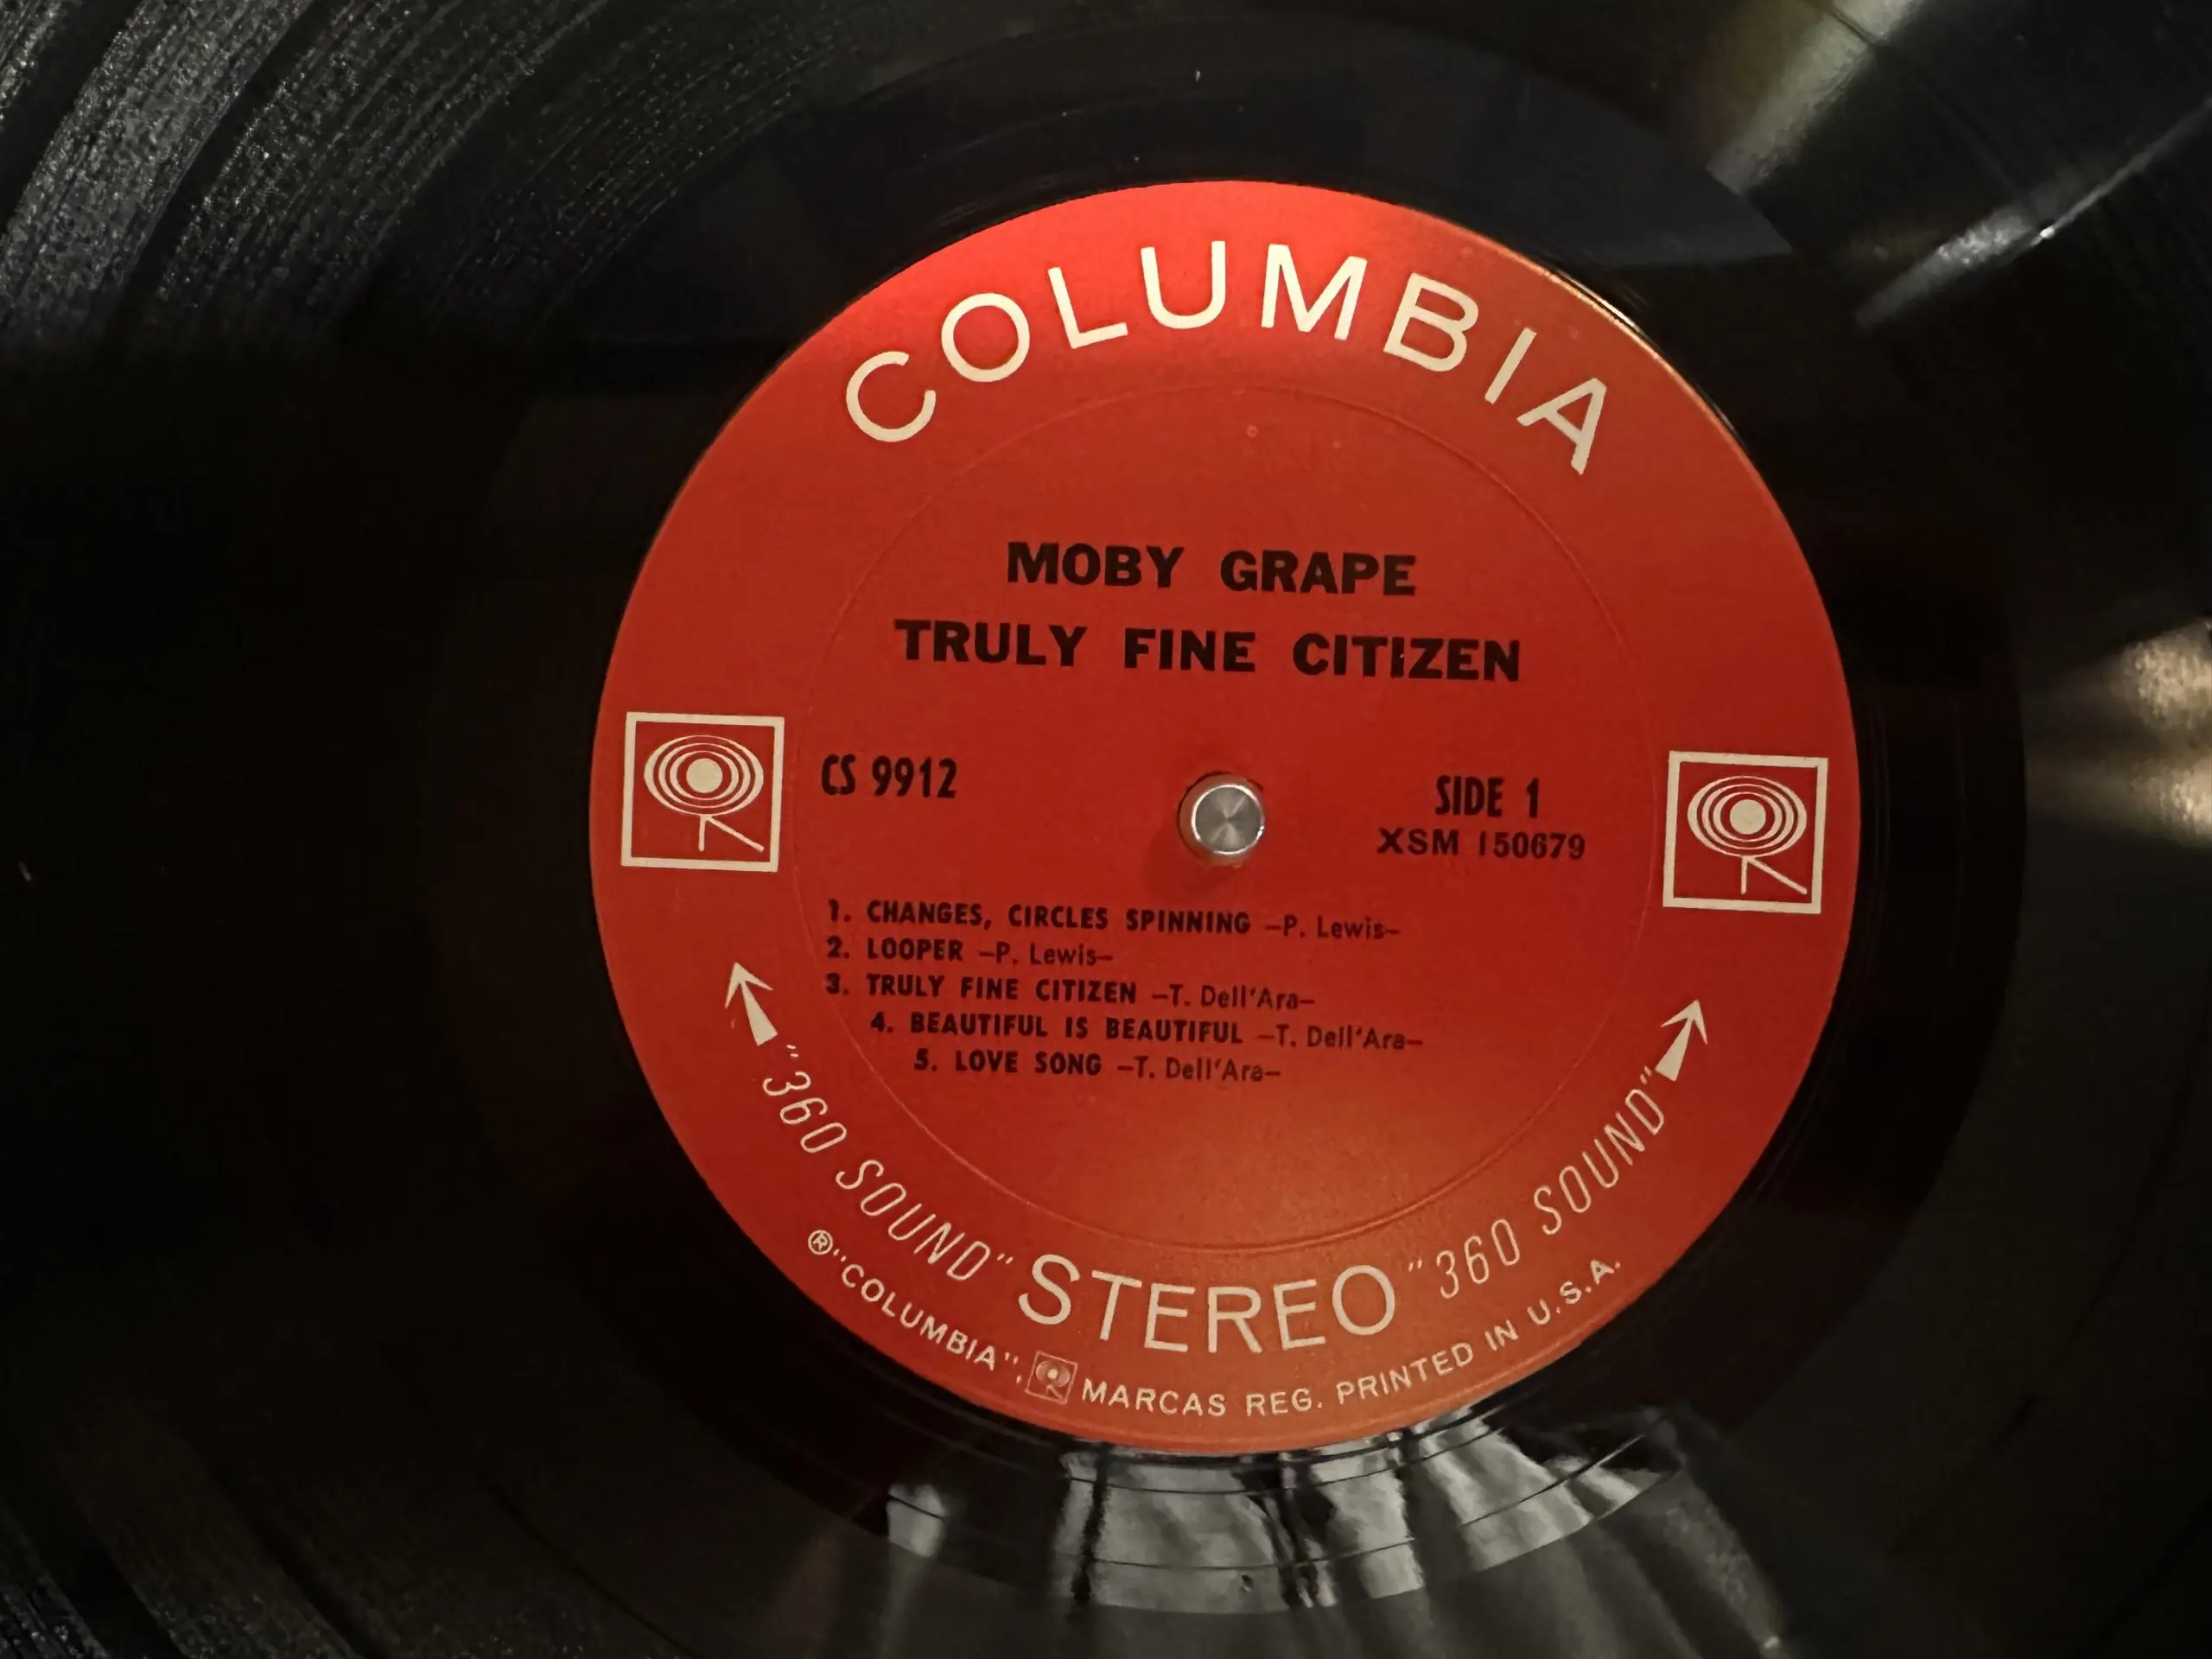 COLUMBIA
MOBY GRAPE
TRULY FINE CITIZEN
CS 9912
SIDE 1
XSM 150679
1. CHANGES, CIRCLES SPINNING —P. Lewis—
2. LOOPER —P. Lewis—
3. TRULY FINE CITIZEN —T. Dell'Ara—
4. BEAUTIFUL IS BEAUTIFUL —T. Dell'Ara—
5. LOVE SONG —T. Dell'Ara—
"360 SOUND" STEREO "360 SOUND"
® "COLUMBIA", MARCAS REG. PRINTED IN U.S.A.